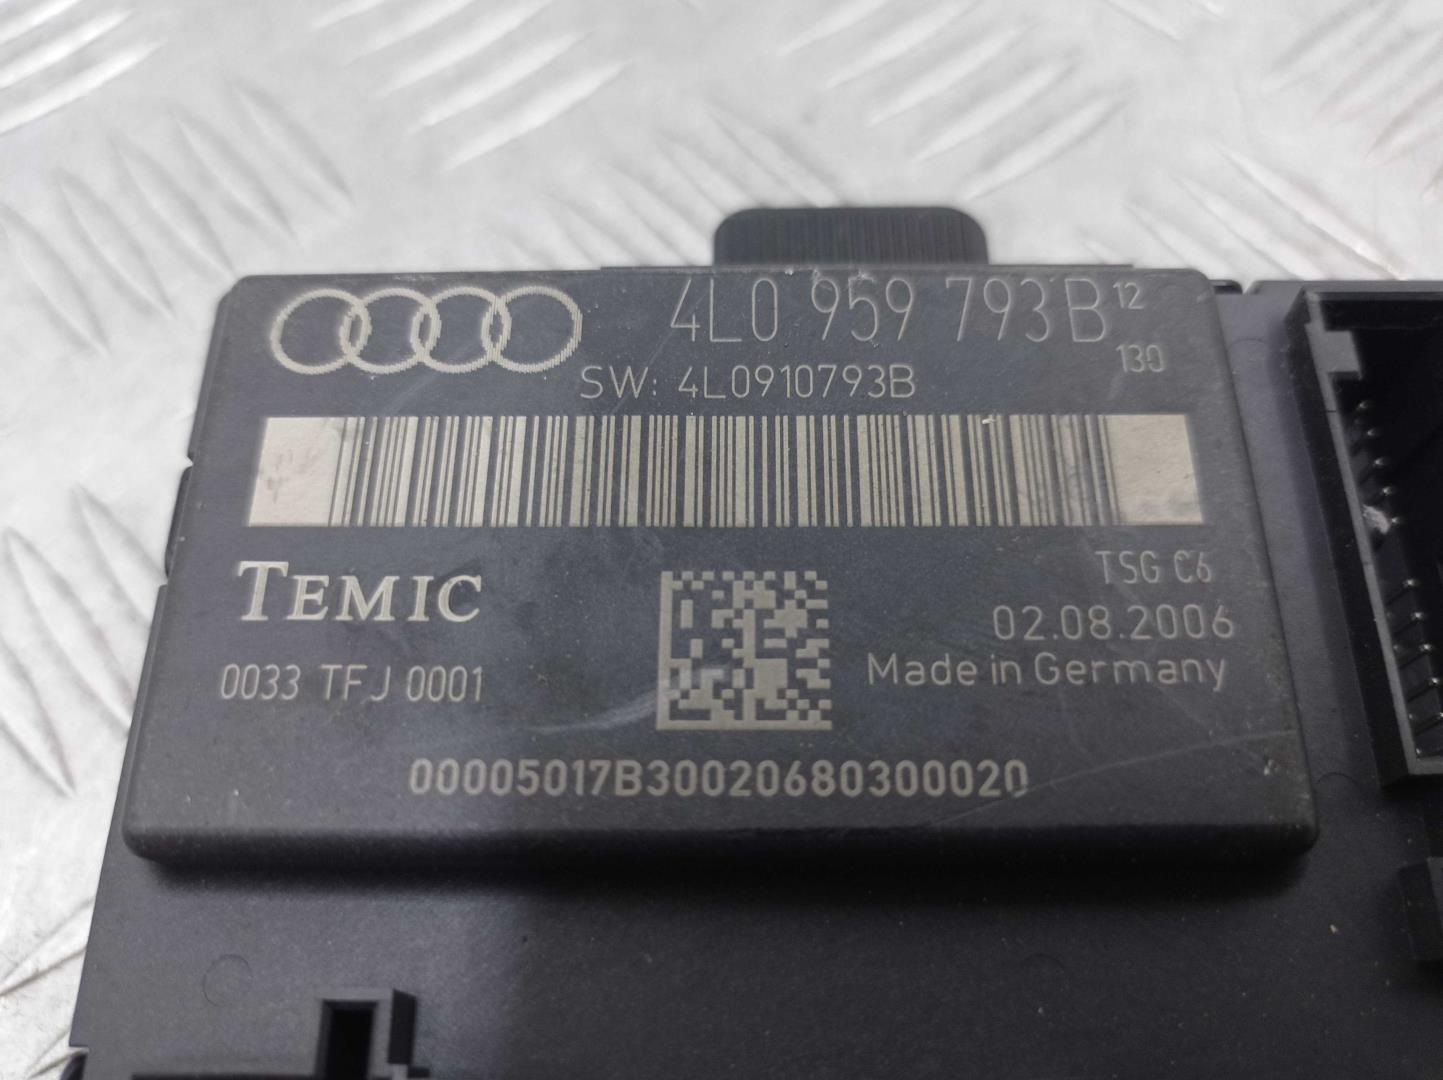 4L0 959 793B 12
130
SW: 4L0910793B
TEMIC
TSG C6
02.08.2006
Made in Germany
0033 TFJ 0001
00005017B30020680300020